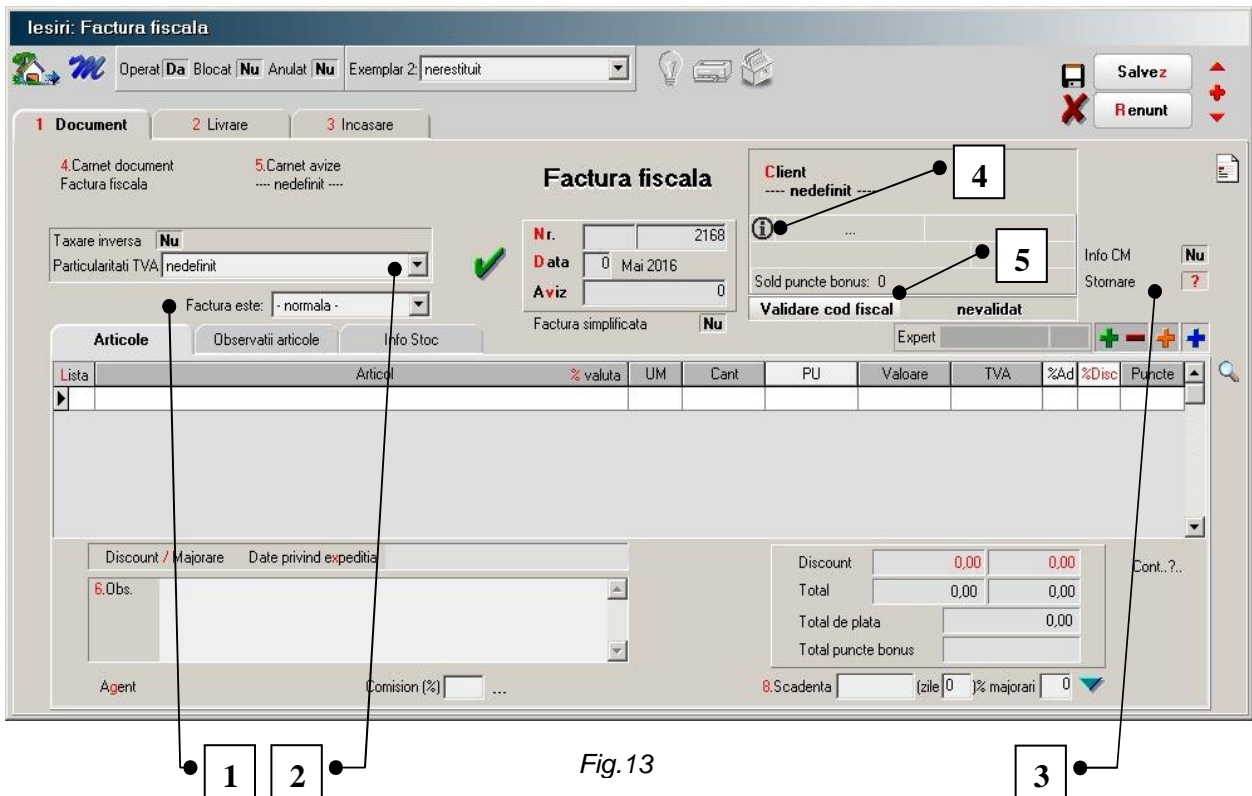 Iesiri: Factura fiscala
Operat Da Blocat Nu Anulat Nu Exemplar 2: nerestituit
Salvez
Renunt
1 Document 2 Livrare 3 Incasare
4.Carnet document 5.Carnet avize
Factura fiscala ---- nedefinit ----
Factura fiscala
Client
---- nedefinit ----
4
Taxare inversa Nu
Particularitati TVA nedefinit
Nr. 2168
Data 0 Mai 2016
Aviz 0
...
5
Info CM Nu
Stornare ?
Sold puncte bonus: 0
Factura este: - normala -
Factura simplificata Nu
Validare cod fiscal nevalidat
Expert
Articole Observatii articole Info Stoc
Lista Articol % valuta UM Cant PU Valoare TVA %Ad %Disc Puncte
Discount / Majorare Date privind expeditia
6.Obs.
Discount 0,00 0,00
Total 0,00 0,00
Total de plata 0,00
Total puncte bonus
Cont..?..
Agent Comision (%) ...
8.Scadenta (zile 0 )% majorari 0
1 2 Fig.13 3